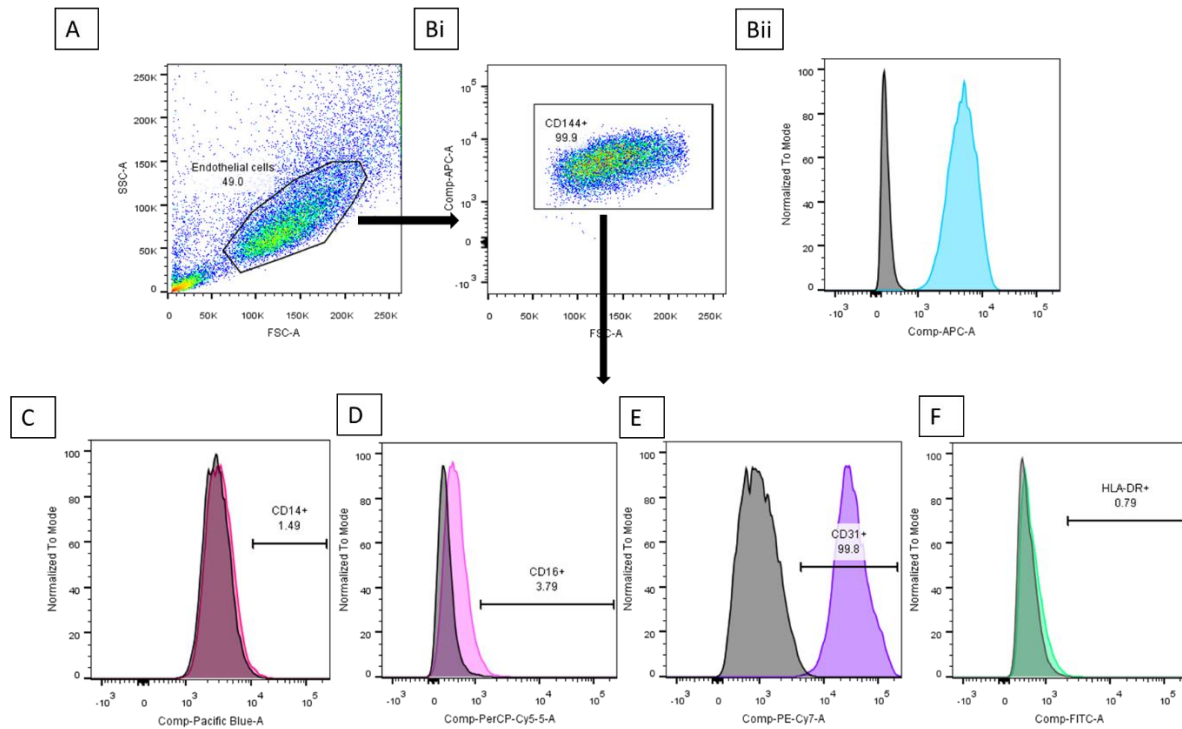 A
Bi
Bii
250K
200K
150K
100K
50K
0
SSC-A
Endothelial cells
49.0
0 50K 100K 150K 200K 250K
FSC-A
10^5
10^4
10^3
0
-10^3
Comp-APC-A
CD144+
99.9
0 50K 100K 150K 200K 250K
FSC-A
100
80
60
40
20
0
Normalized To Mode
-10^3 0 10^3 10^4 10^5
Comp-APC-A
C
D
E
F
100
80
60
40
20
0
Normalized To Mode
CD14+
1.49
-10^3 0 10^3 10^4 10^5
Comp-Pacific Blue-A
100
80
60
40
20
0
Normalized To Mode
CD16+
3.79
-10^3 0 10^3 10^4 10^5
Comp-PerCP-Cy5-5-A
100
80
60
40
20
0
Normalized To Mode
CD31+
99.8
-10^3 0 10^3 10^4 10^5
Comp-PE-Cy7-A
100
80
60
40
20
0
Normalized To Mode
HLA-DR+
0.79
-10^3 0 10^3 10^4 10^5
Comp-FITC-A